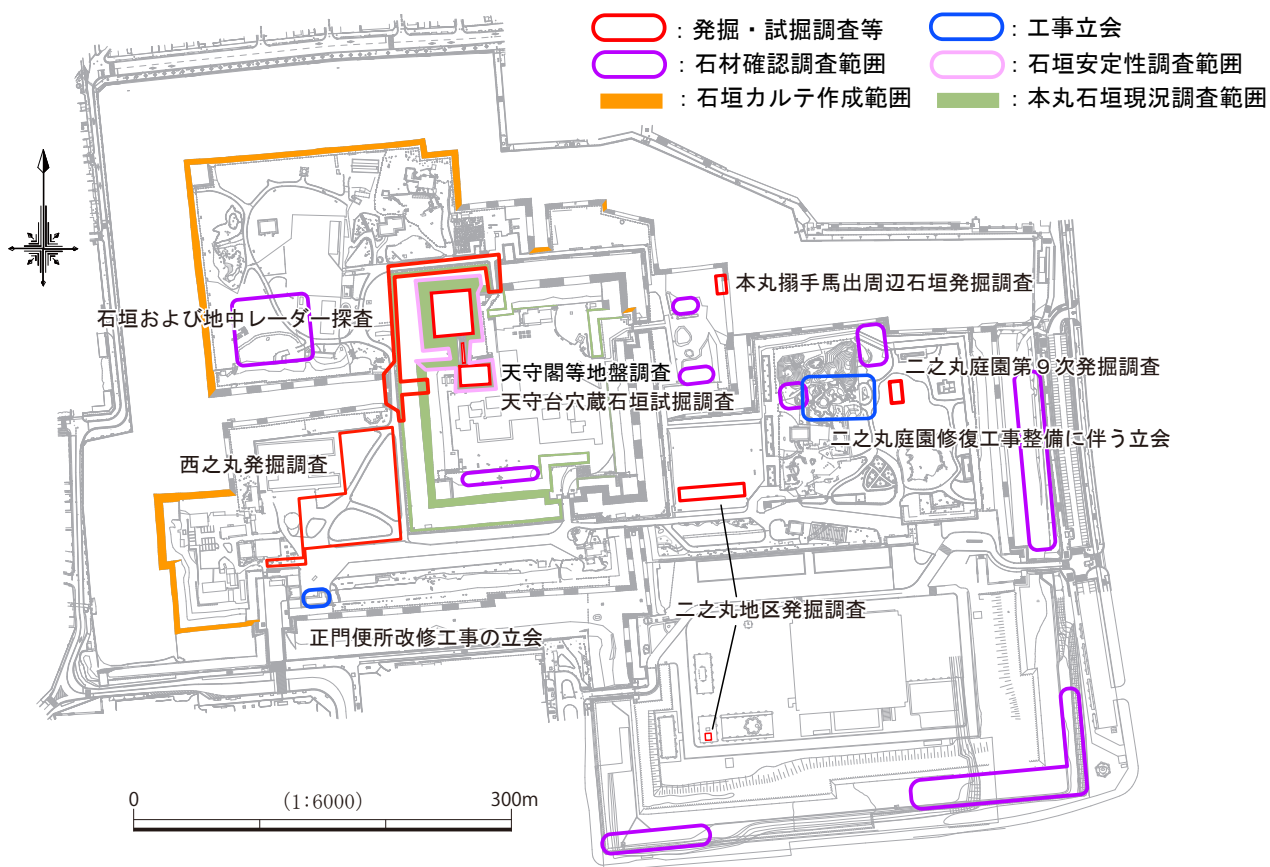 ：発掘・試掘調査等
：工事立会
：石材確認調査範囲
：石垣安定性調査範囲
：石垣カルテ作成範囲
：本丸石垣現況調査範囲
本丸搦手馬出周辺石垣発掘調査
石垣および地中レーダー探査
天守閣等地盤調査
二之丸庭園第９次発掘調査
天守台穴蔵石垣試掘調査
二之丸庭園修復工事整備に伴う立会
西之丸発掘調査
二之丸地区発掘調査
正門便所改修工事の立会
0
(1:6000)
300m